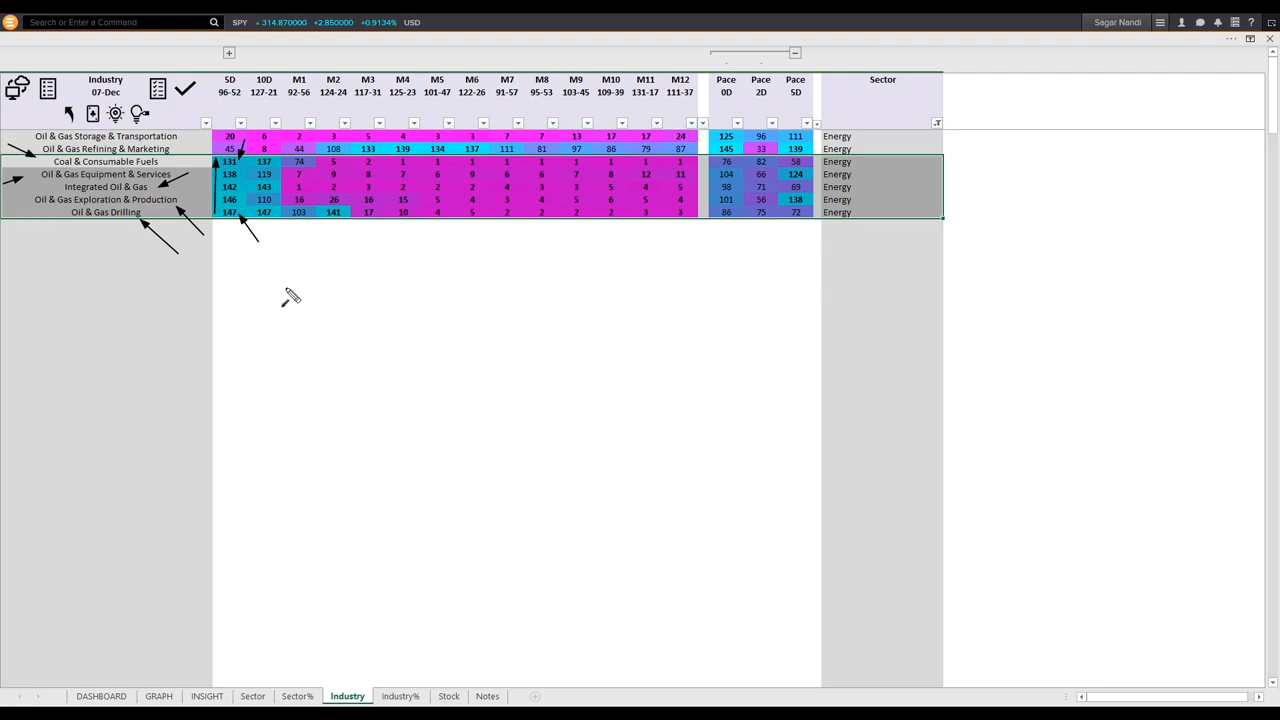 Search or Enter a Command SPY 314.870000 +2.850000 +0.9134% USD Sagar Nandi
Industry 5D 10D M1 M2 M3 M4 M5 M6 M7 M8 M9 M10 M11 M12 Pace Pace Pace Sector
07-Dec 96-52 127-21 92-56 124-24 117-31 125-23 101-47 122-26 91-57 95-53 103-45 109-39 131-17 111-37 0D 2D 5D
Oil & Gas Storage & Transportation 20 6 2 3 5 4 3 3 7 7 13 17 17 24 125 96 111 Energy
Oil & Gas Refining & Marketing 45 8 44 108 133 139 134 137 111 81 97 86 79 87 145 33 139 Energy
Coal & Consumable Fuels 131 137 74 5 2 1 1 1 1 1 1 1 1 1 76 82 58 Energy
Oil & Gas Equipment & Services 138 119 7 9 8 7 6 9 6 6 7 8 12 11 104 66 124 Energy
Integrated Oil & Gas 142 143 1 2 3 2 2 2 4 3 3 5 4 5 98 71 69 Energy
Oil & Gas Exploration & Production 146 110 16 26 16 15 5 4 3 4 5 6 5 4 101 56 138 Energy
Oil & Gas Drilling 147 147 103 141 17 10 4 5 2 2 2 2 3 3 86 75 72 Energy
DASHBOARD GRAPH INSIGHT Sector Sector% Industry Industry% Stock Notes